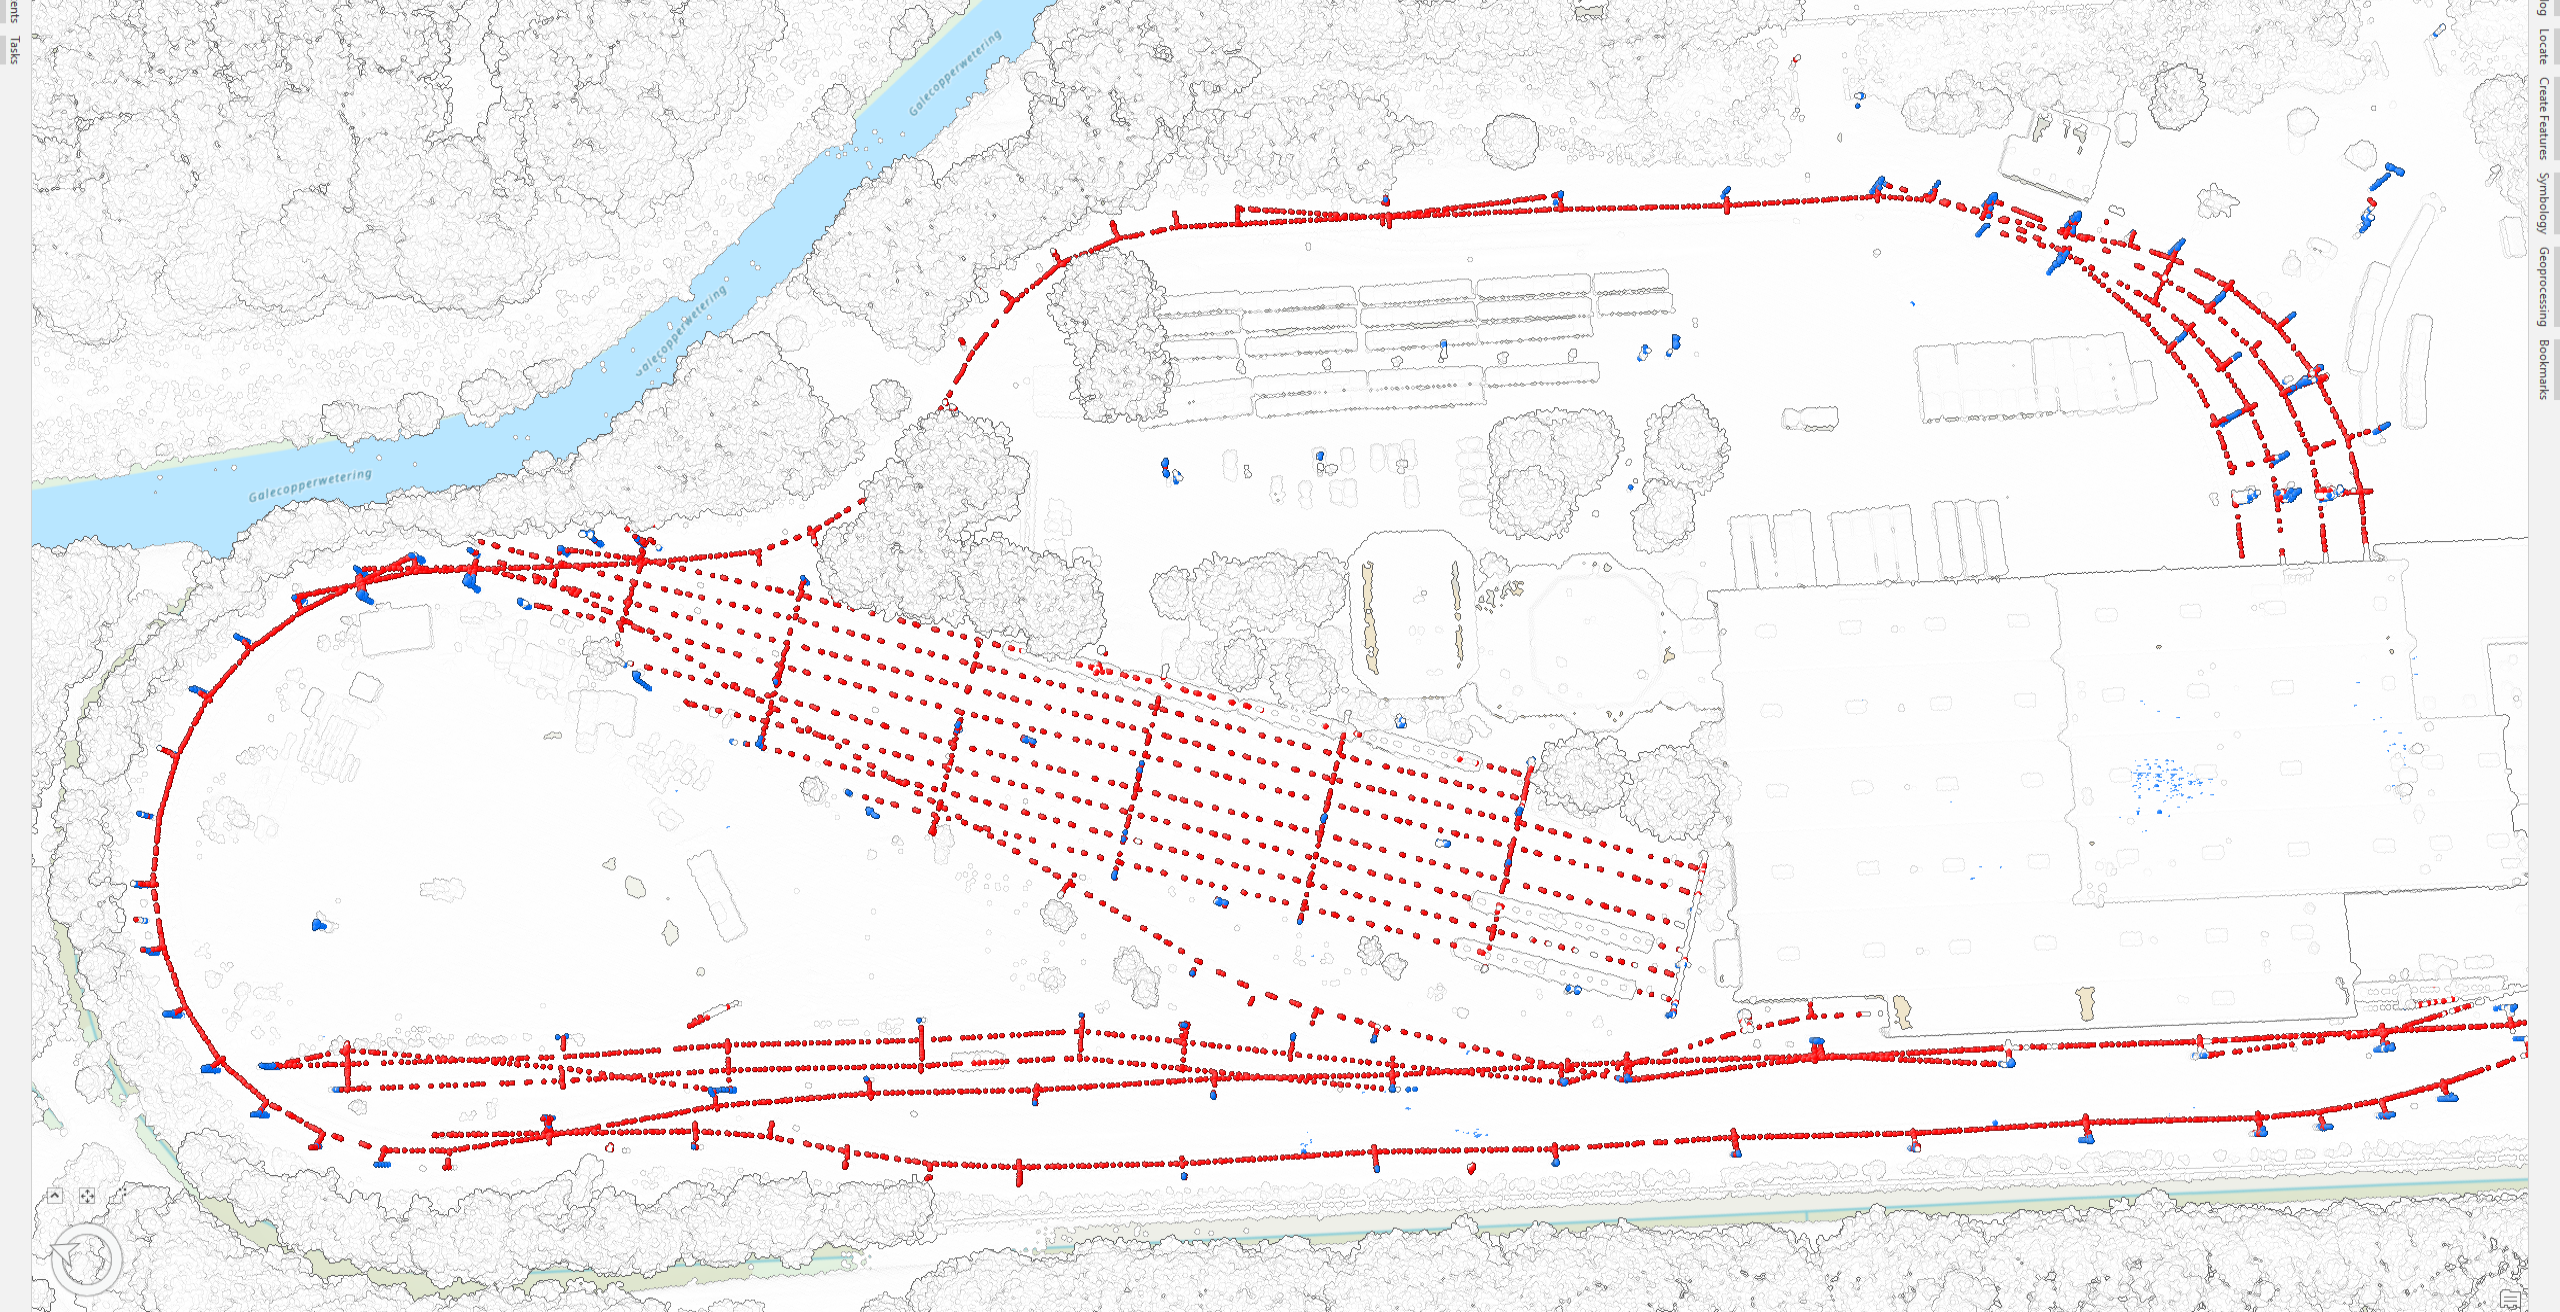 Tasks
Galecopperwetering
Galecopperwetering
Galecopperwetering
Locate
Create Features
Symbology
Geoprocessing
Bookmarks